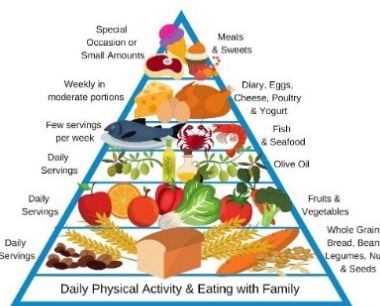 Special
Occasion or
Small Amounts
Meats
& Sweets
Weekly in
moderate portions
Diary, Eggs,
Cheese, Poultry
& Yogurt
Few servings
per week
Fish
& Seafood
Daily
Servings
Olive Oil
Daily
Servings
Fruits &
Vegetables
Daily
Servings
Whole Grain
Bread, Bean
Legumes, Nu
& Seeds
Daily Physical Activity & Eating with Family